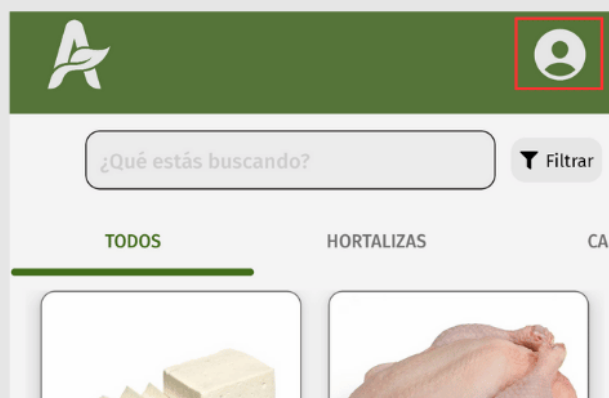 A
¿Qué estás buscando?
Filtrar
TODOS
HORTALIZAS
CA